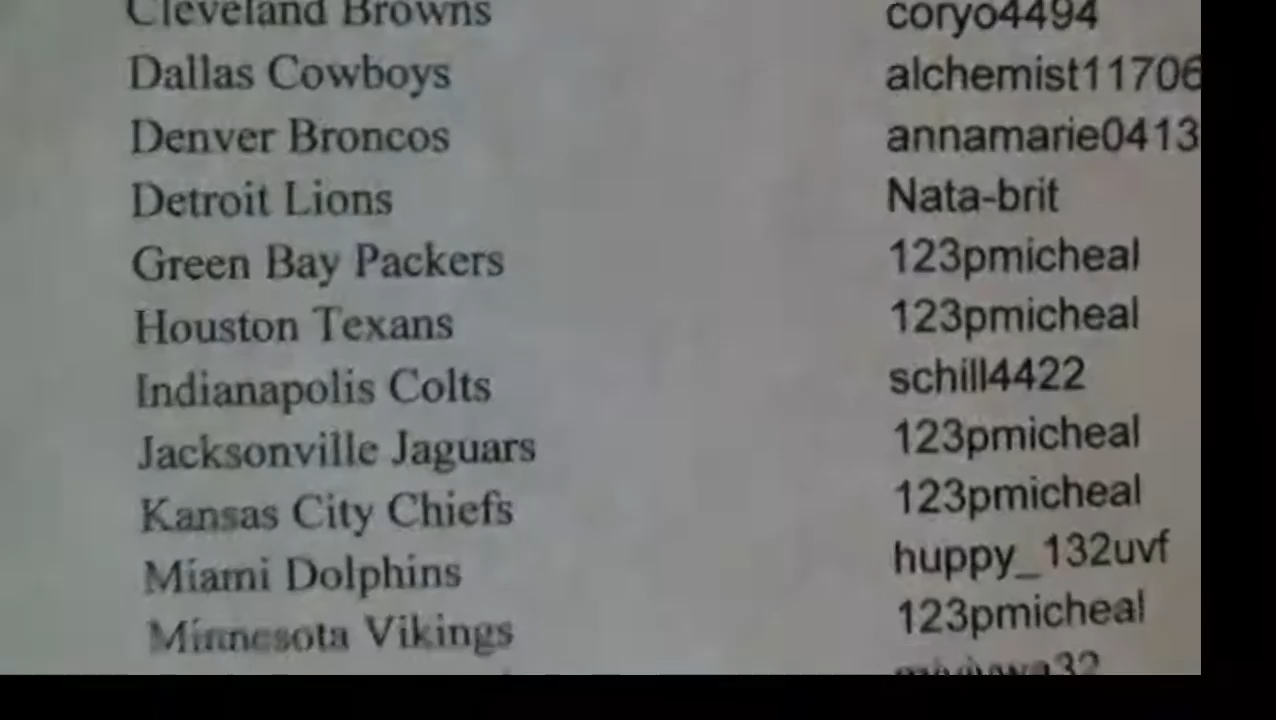 Cleveland Browns coryo4494
Dallas Cowboys alchemist11706
Denver Broncos annamarie0413
Detroit Lions Nata-brit
Green Bay Packers 123pmicheal
Houston Texans 123pmicheal
Indianapolis Colts schill4422
Jacksonville Jaguars 123pmicheal
Kansas City Chiefs 123pmicheal
Miami Dolphins huppy_132uvf
Minnesota Vikings 123pmicheal